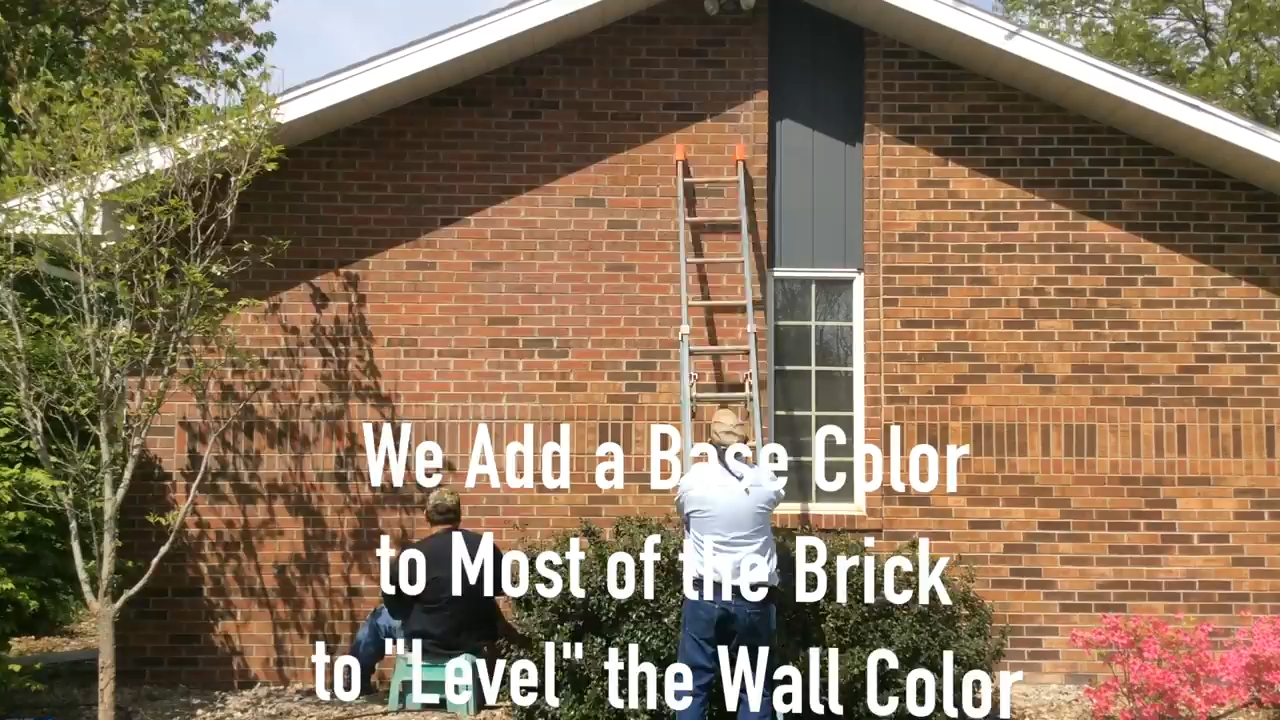 We Add a Base Color
to Most of the Brick
to "Level" the Wall Color